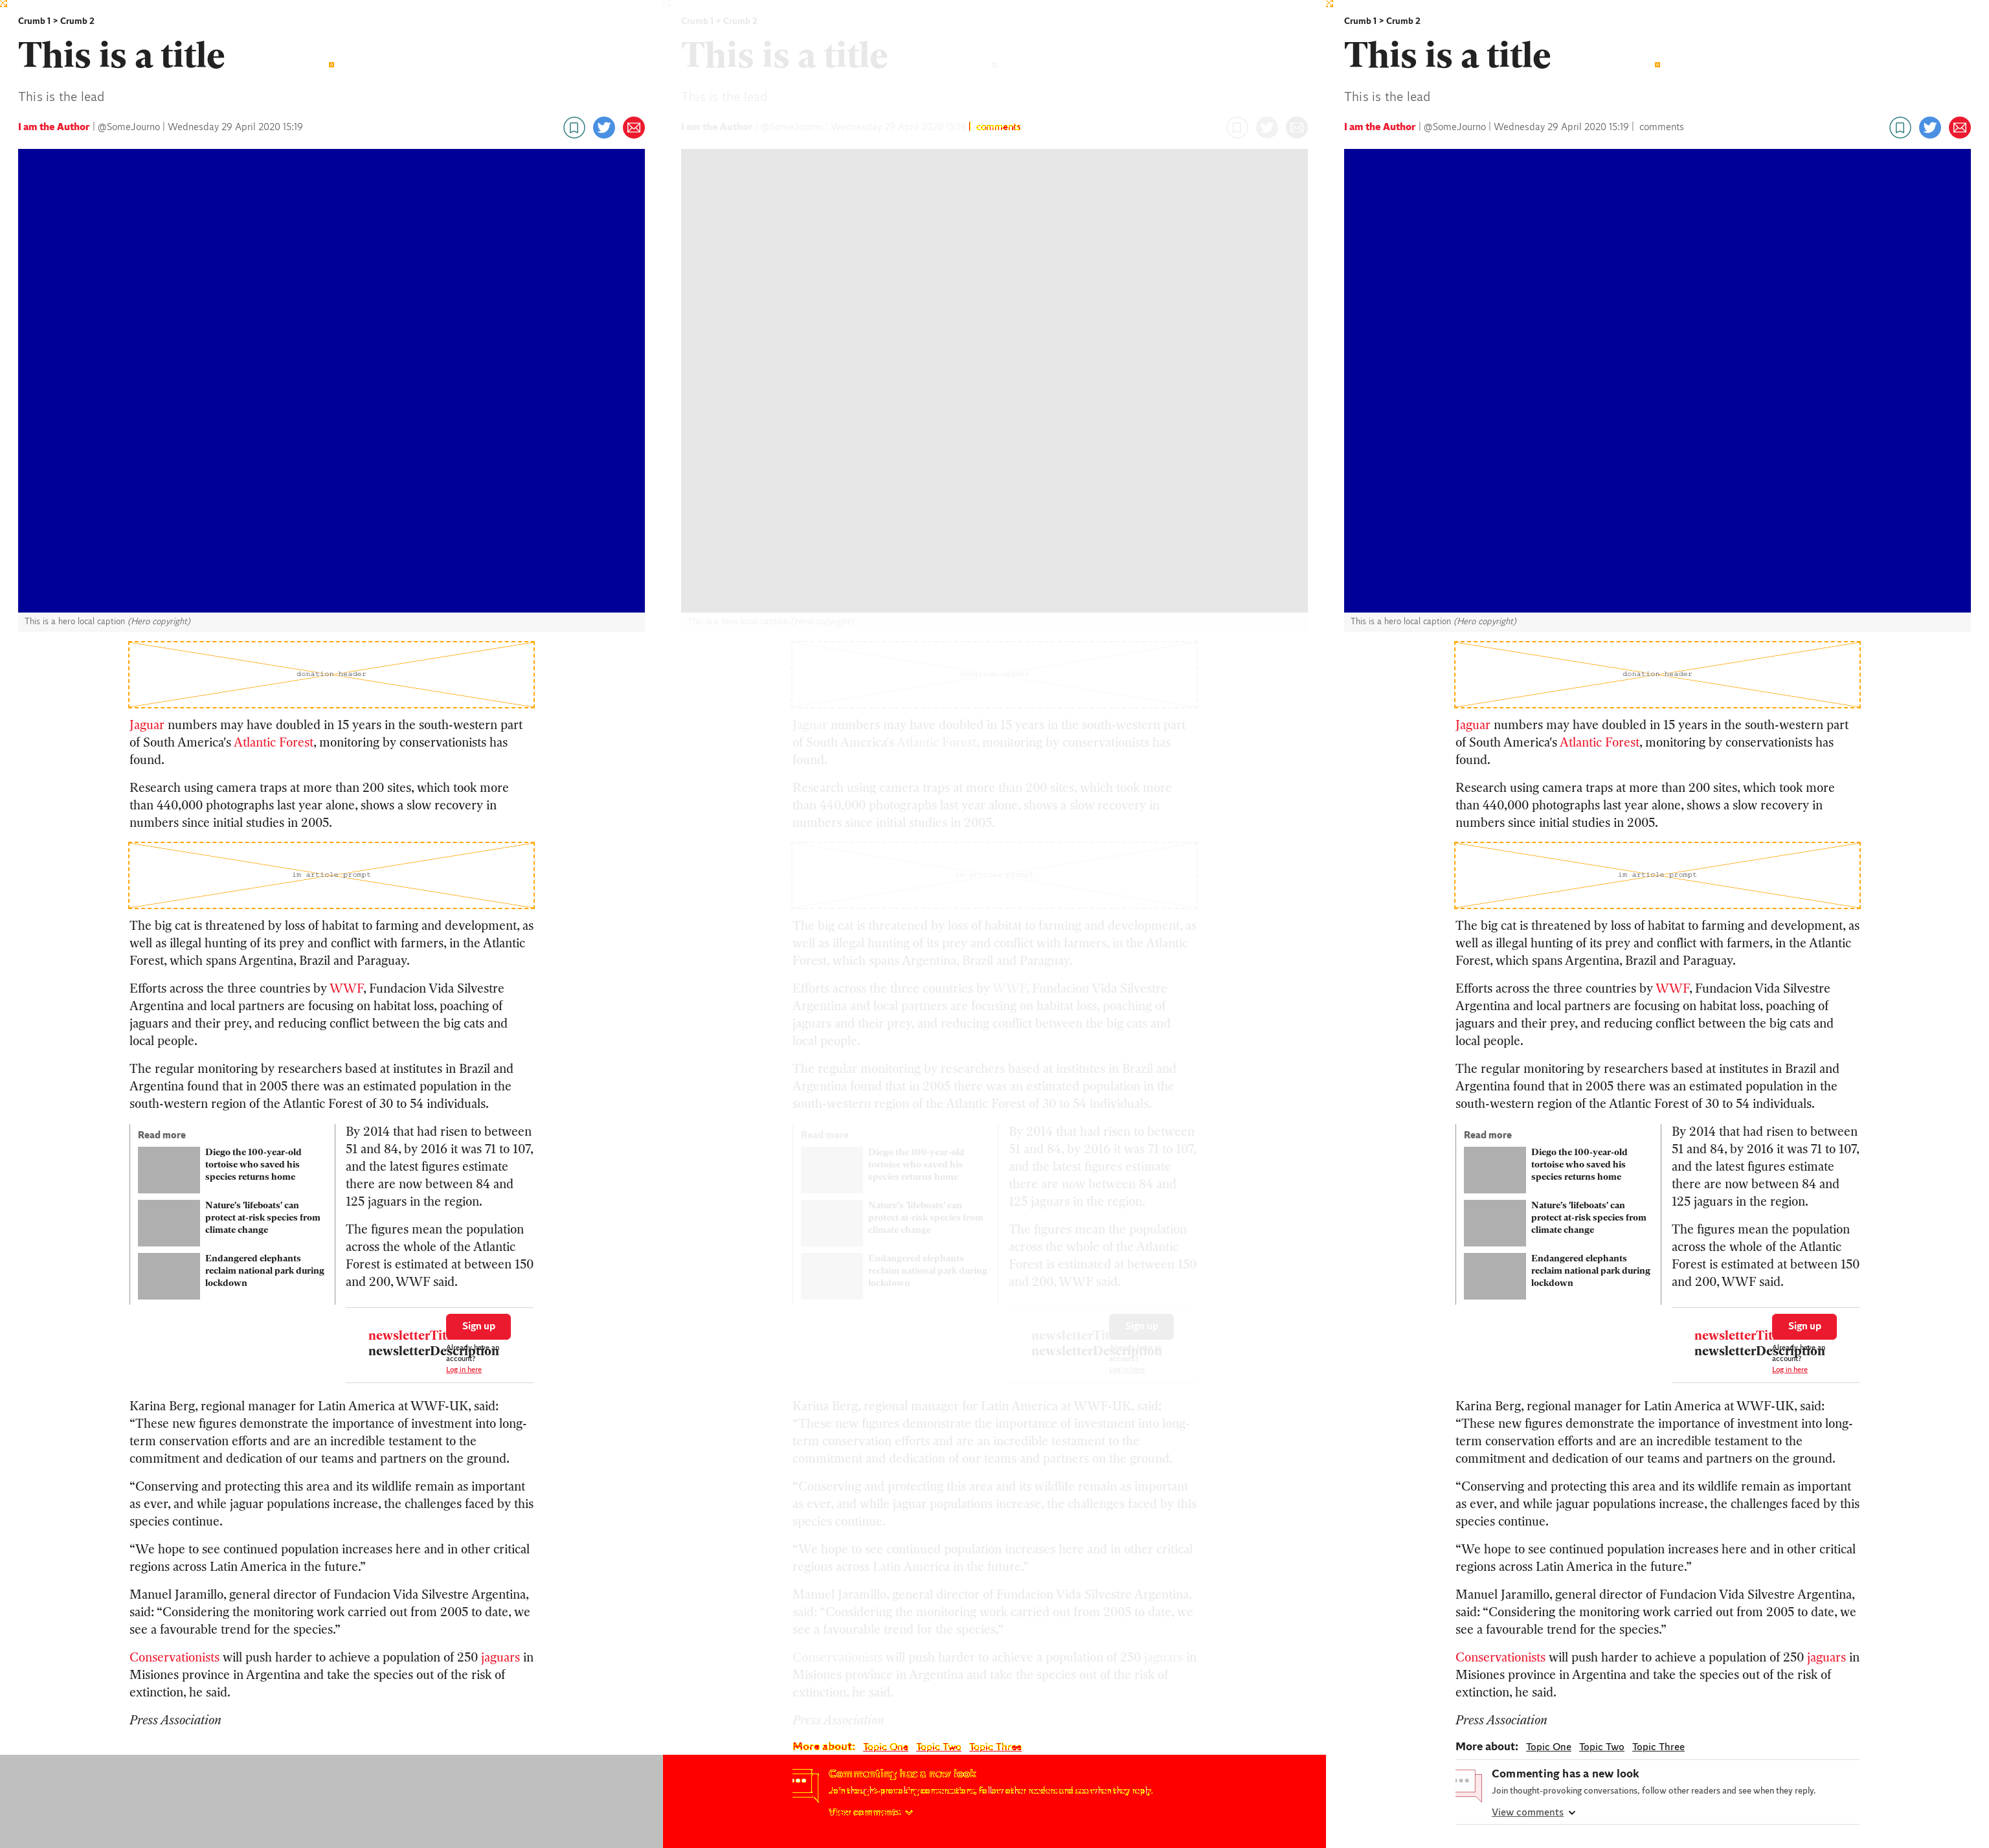 Crumb 1 > Crumb 2
This is a title
This is the lead
I am the Author | @SomeJourno | Wednesday 29 April 2020 15:19
This is a hero local caption (Hero copyright)
donation header
Jaguar numbers may have doubled in 15 years in the south-western part
of South America's Atlantic Forest, monitoring by conservationists has
found.
Research using camera traps at more than 200 sites, which took more
than 440,000 photographs last year alone, shows a slow recovery in
numbers since initial studies in 2005.
im article prompt
The big cat is threatened by loss of habitat to farming and development, as
well as illegal hunting of its prey and conflict with farmers, in the Atlantic
Forest, which spans Argentina, Brazil and Paraguay.
Efforts across the three countries by WWF, Fundacion Vida Silvestre
Argentina and local partners are focusing on habitat loss, poaching of
jaguars and their prey, and reducing conflict between the big cats and
local people.
The regular monitoring by researchers based at institutes in Brazil and
Argentina found that in 2005 there was an estimated population in the
south-western region of the Atlantic Forest of 30 to 54 individuals.
Read more
Diego the 100-year-old
tortoise who saved his
species returns home
Nature's 'lifeboats' can
protect at-risk species from
climate change
Endangered elephants
reclaim national park during
lockdown
By 2014 that had risen to between
51 and 84, by 2016 it was 71 to 107,
and the latest figures estimate
there are now between 84 and
125 jaguars in the region.
The figures mean the population
across the whole of the Atlantic
Forest is estimated at between 150
and 200, WWF said.
newsletterTit
newsletterDescription
Sign up
Already have an
account?
Log in here
Karina Berg, regional manager for Latin America at WWF-UK, said:
“These new figures demonstrate the importance of investment into long-
term conservation efforts and are an incredible testament to the
commitment and dedication of our teams and partners on the ground.
“Conserving and protecting this area and its wildlife remain as important
as ever, and while jaguar populations increase, the challenges faced by this
species continue.
“We hope to see continued population increases here and in other critical
regions across Latin America in the future.”
Manuel Jaramillo, general director of Fundacion Vida Silvestre Argentina,
said: “Considering the monitoring work carried out from 2005 to date, we
see a favourable trend for the species.”
Conservationists will push harder to achieve a population of 250 jaguars in
Misiones province in Argentina and take the species out of the risk of
extinction, he said.
Press Association
Crumb 1 > Crumb 2
This is a title
This is the lead
I am the Author | @SomeJourno | Wednesday 29 April 2020 15:19 | comments
This is a hero local caption (Hero copyright)
donation header
Jaguar numbers may have doubled in 15 years in the south-western part
of South America's Atlantic Forest, monitoring by conservationists has
found.
Research using camera traps at more than 200 sites, which took more
than 440,000 photographs last year alone, shows a slow recovery in
numbers since initial studies in 2005.
im article prompt
The big cat is threatened by loss of habitat to farming and development, as
well as illegal hunting of its prey and conflict with farmers, in the Atlantic
Forest, which spans Argentina, Brazil and Paraguay.
Efforts across the three countries by WWF, Fundacion Vida Silvestre
Argentina and local partners are focusing on habitat loss, poaching of
jaguars and their prey, and reducing conflict between the big cats and
local people.
The regular monitoring by researchers based at institutes in Brazil and
Argentina found that in 2005 there was an estimated population in the
south-western region of the Atlantic Forest of 30 to 54 individuals.
Read more
Diego the 100-year-old
tortoise who saved his
species returns home
Nature's 'lifeboats' can
protect at-risk species from
climate change
Endangered elephants
reclaim national park during
lockdown
By 2014 that had risen to between
51 and 84, by 2016 it was 71 to 107,
and the latest figures estimate
there are now between 84 and
125 jaguars in the region.
The figures mean the population
across the whole of the Atlantic
Forest is estimated at between 150
and 200, WWF said.
newsletterTit
newsletterDescription
Sign up
account?
Log in here
Karina Berg, regional manager for Latin America at WWF-UK, said:
“These new figures demonstrate the importance of investment into long-
term conservation efforts and are an incredible testament to the
commitment and dedication of our teams and partners on the ground.
“Conserving and protecting this area and its wildlife remain as important
as ever, and while jaguar populations increase, the challenges faced by this
species continue.
“We hope to see continued population increases here and in other critical
regions across Latin America in the future.”
Manuel Jaramillo, general director of Fundacion Vida Silvestre Argentina,
said: “Considering the monitoring work carried out from 2005 to date, we
see a favourable trend for the species.”
Conservationists will push harder to achieve a population of 250 jaguars in
Misiones province in Argentina and take the species out of the risk of
extinction, he said.
Press Association
More about: Topic One Topic Two Topic Three
Commenting has a new look
Join thought-provoking conversations, follow other readers and see when they reply.
View comments
Crumb 1 > Crumb 2
This is a title
This is the lead
I am the Author | @SomeJourno | Wednesday 29 April 2020 15:19 | comments
This is a hero local caption (Hero copyright)
donation header
Jaguar numbers may have doubled in 15 years in the south-western part
of South America's Atlantic Forest, monitoring by conservationists has
found.
Research using camera traps at more than 200 sites, which took more
than 440,000 photographs last year alone, shows a slow recovery in
numbers since initial studies in 2005.
im article prompt
The big cat is threatened by loss of habitat to farming and development, as
well as illegal hunting of its prey and conflict with farmers, in the Atlantic
Forest, which spans Argentina, Brazil and Paraguay.
Efforts across the three countries by WWF, Fundacion Vida Silvestre
Argentina and local partners are focusing on habitat loss, poaching of
jaguars and their prey, and reducing conflict between the big cats and
local people.
The regular monitoring by researchers based at institutes in Brazil and
Argentina found that in 2005 there was an estimated population in the
south-western region of the Atlantic Forest of 30 to 54 individuals.
Read more
Diego the 100-year-old
tortoise who saved his
species returns home
Nature's 'lifeboats' can
protect at-risk species from
climate change
Endangered elephants
reclaim national park during
lockdown
By 2014 that had risen to between
51 and 84, by 2016 it was 71 to 107,
and the latest figures estimate
there are now between 84 and
125 jaguars in the region.
The figures mean the population
across the whole of the Atlantic
Forest is estimated at between 150
and 200, WWF said.
newsletterTit
newsletterDescription
Sign up
Already have an
account?
Log in here
Karina Berg, regional manager for Latin America at WWF-UK, said:
“These new figures demonstrate the importance of investment into long-
term conservation efforts and are an incredible testament to the
commitment and dedication of our teams and partners on the ground.
“Conserving and protecting this area and its wildlife remain as important
as ever, and while jaguar populations increase, the challenges faced by this
species continue.
“We hope to see continued population increases here and in other critical
regions across Latin America in the future.”
Manuel Jaramillo, general director of Fundacion Vida Silvestre Argentina,
said: “Considering the monitoring work carried out from 2005 to date, we
see a favourable trend for the species.”
Conservationists will push harder to achieve a population of 250 jaguars in
Misiones province in Argentina and take the species out of the risk of
extinction, he said.
Press Association
More about: Topic One Topic Two Topic Three
Commenting has a new look
Join thought-provoking conversations, follow other readers and see when they reply.
View comments